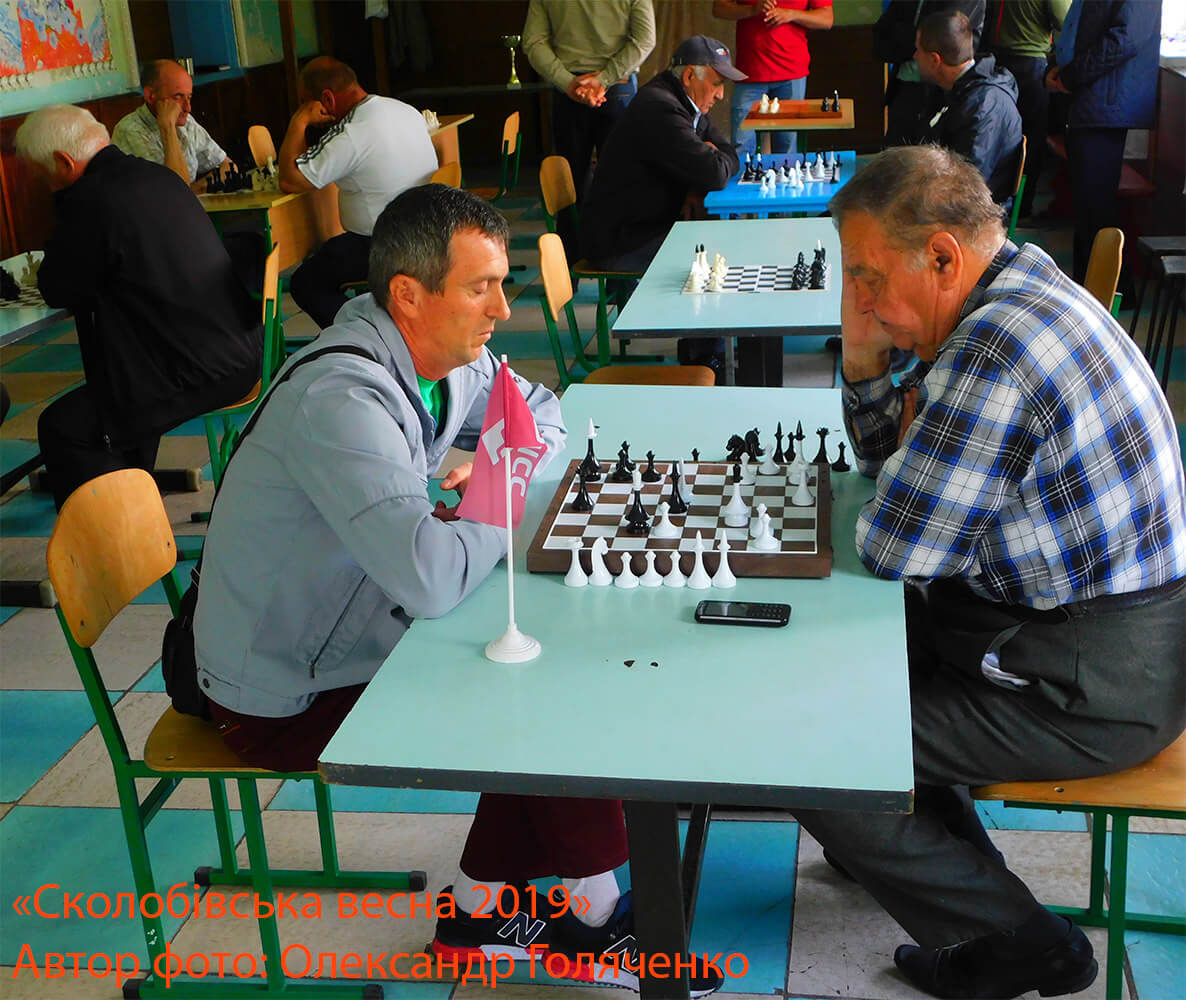 «Сколобівська весна 2019»
Автор фото: Олександр Голяченко
N
N